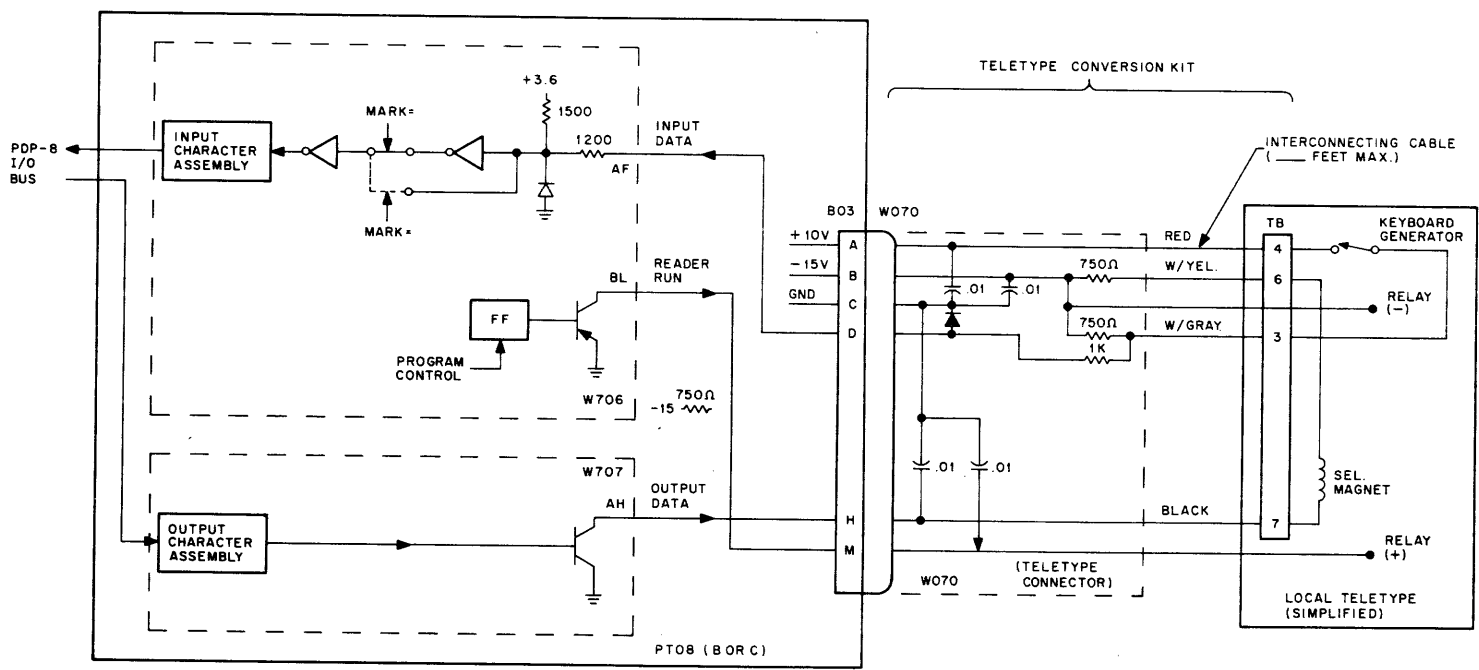 TELETYPE CONVERSION KIT
+3.6
1500
MARK=
1200
INPUT
DATA
AF
INPUT
CHARACTER
ASSEMBLY
PDP-8
I/O
BUS
MARK=
INTERCONNECTING CABLE
( ___ FEET MAX.)
B03
W070
TB
KEYBOARD
GENERATOR
+10V
A
RED
4
-15V
B
750Ω
W/YEL.
6
GND
C
.01
.01
RELAY
(-)
D
750Ω
W/GRAY
3
1K
BL
READER
RUN
FF
PROGRAM
CONTROL
W706
750Ω
-15
W707
.01
.01
SEL.
MAGNET
AH
OUTPUT
DATA
H
BLACK
7
OUTPUT
CHARACTER
ASSEMBLY
M
RELAY
(+)
W070
(TELETYPE
CONNECTOR)
LOCAL TELETYPE
(SIMPLIFIED)
PT08 (B OR C)